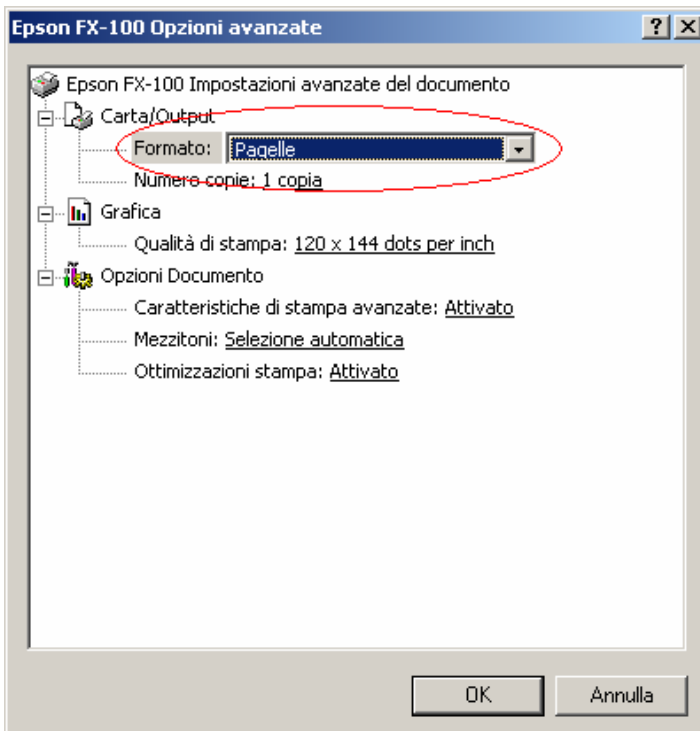 Epson FX-100 Opzioni avanzate
Epson FX-100 Impostazioni avanzate del documento
Carta/Output
Formato: Pagelle
Numero copie: 1 copia
Grafica
Qualità di stampa: 120 x 144 dots per inch
Opzioni Documento
Caratteristiche di stampa avanzate: Attivato
Mezzitoni: Selezione automatica
Ottimizzazioni stampa: Attivato
OK Annulla